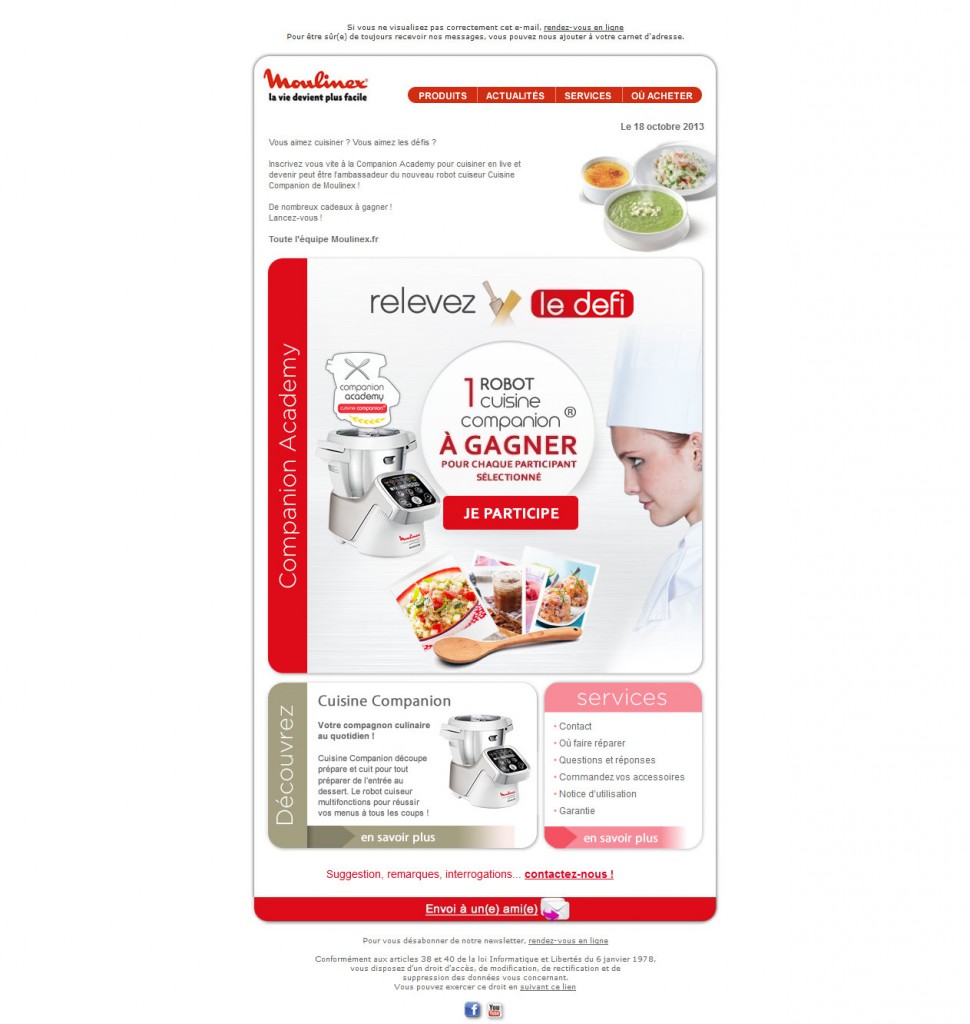 Si vous ne visualisez pas correctement cet e-mail, rendez-vous en ligne
Pour être sûr(e) de toujours recevoir nos messages, vous pouvez nous ajouter à votre carnet d'adresse.
Moulinex
la vie devient plus facile
PRODUITS ACTUALITÉS SERVICES OÙ ACHETER
Le 18 octobre 2013
Vous aimez cuisiner ? Vous aimez les défis ?
Inscrivez vous vite à la Companion Academy pour cuisiner en live et
devenir peut être l'ambassadeur du nouveau robot cuiseur Cuisine
Companion de Moulinex !
De nombreux cadeaux à gagner !
Lancez-vous !
Toute l'équipe Moulinex.fr
Companion Academy
relevez le defi
companion
academy
cuisine companion
1 ROBOT
cuisine
companion ®
À GAGNER
POUR CHAQUE PARTICIPANT
SÉLECTIONNÉ
JE PARTICIPE
Moulinex
Découvrez
Cuisine Companion
Votre compagnon culinaire
au quotidien !
Cuisine Companion découpe
prépare et cuit pour tout
préparer de l'entrée au
dessert. Le robot cuiseur
multifonctions pour réussir
vos menus à tous les coups !
Moulinex
en savoir plus
services
• Contact
• Où faire réparer
• Questions et réponses
• Commandez vos accessoires
• Notice d'utilisation
• Garantie
en savoir plus
Suggestion, remarques, interrogations... contactez-nous !
Envoi à un(e) ami(e)
Pour vous désabonner de notre newsletter, rendez-vous en ligne
Conformément aux articles 38 et 40 de la loi Informatique et Libertés du 6 janvier 1978,
vous disposez d'un droit d'accès, de modification, de rectification et de
suppression des données vous concernant.
Vous pouvez exercer ce droit en suivant ce lien
f You Tube